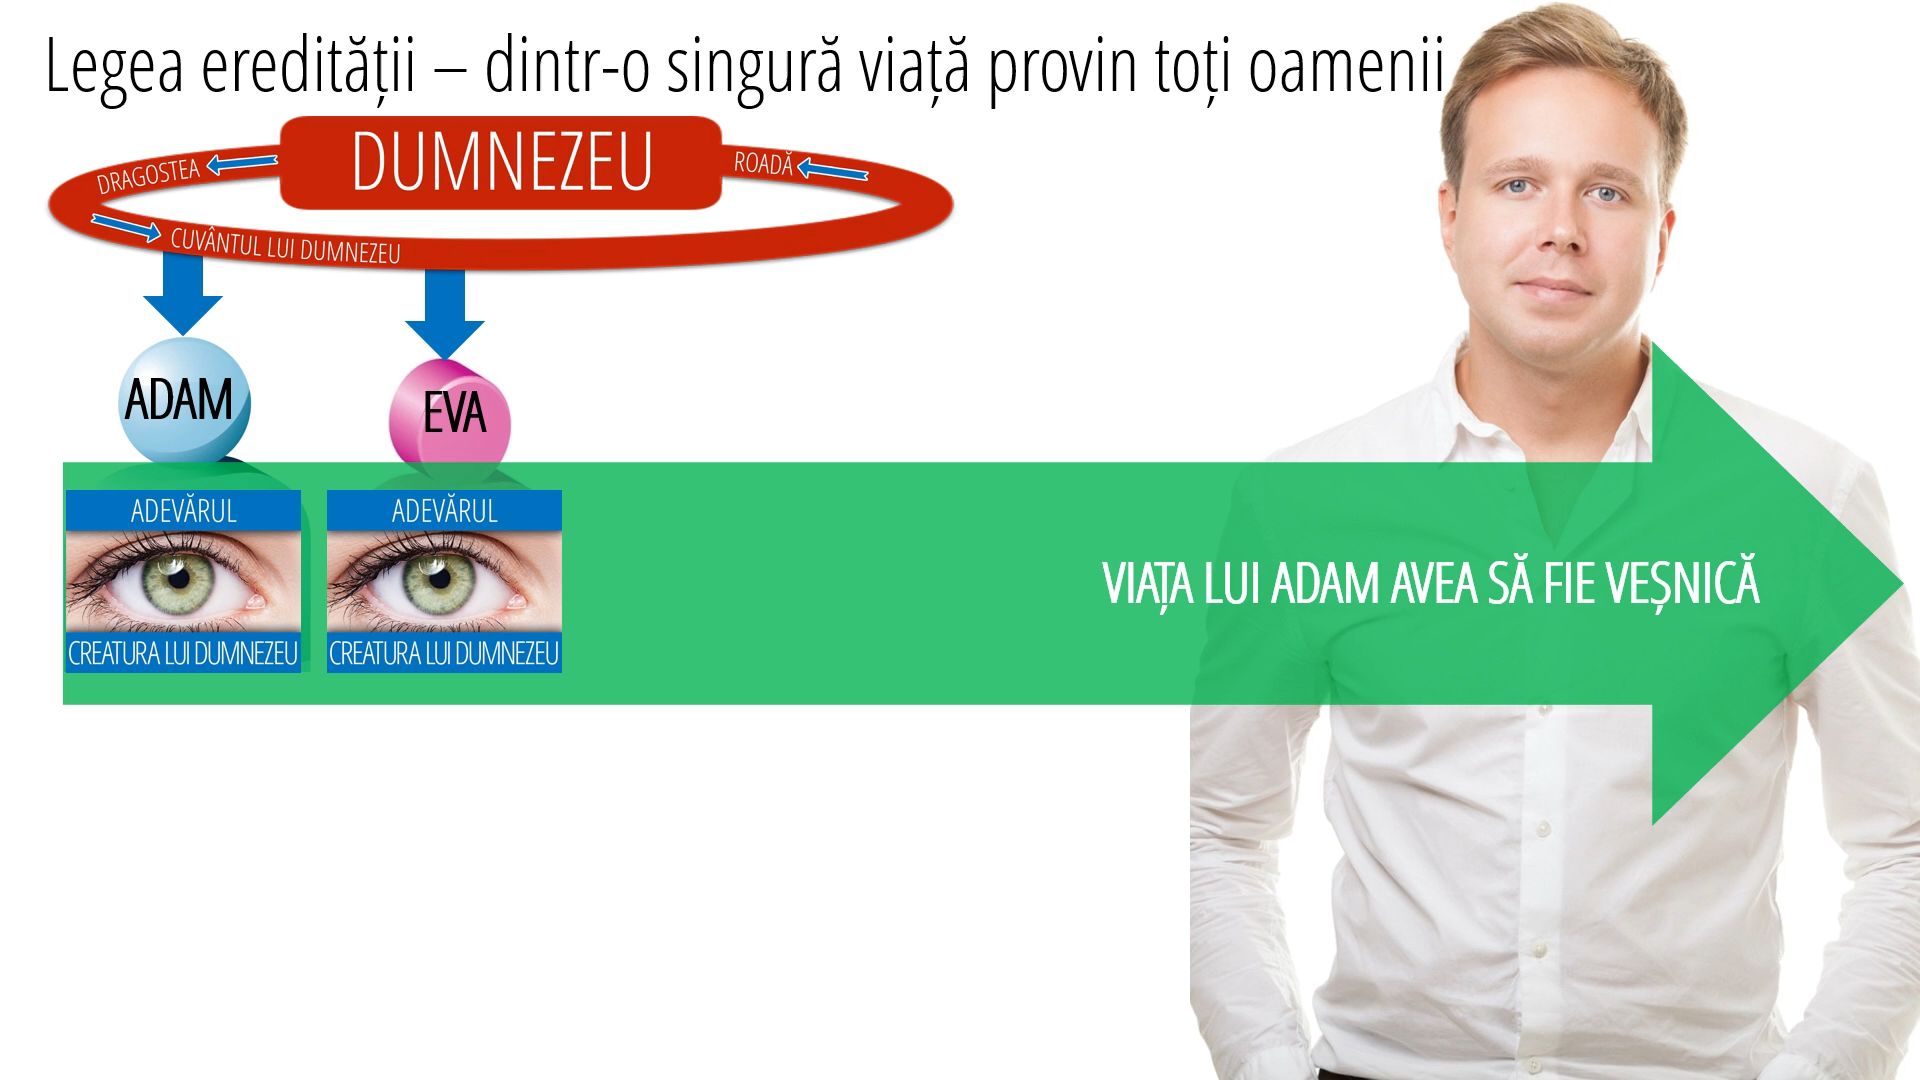 Legea eredității – dintr-o singură viață provin toți oamenii
DUMNEZEU
DRAGOSTEA
ROADĂ
CUVÂNTUL LUI DUMNEZEU
ADAM
EVA
ADEVĂRUL
ADEVĂRUL
VIAȚA LUI ADAM AVEA SĂ FIE VEȘNICĂ
CREATURA LUI DUMNEZEU
CREATURA LUI DUMNEZEU